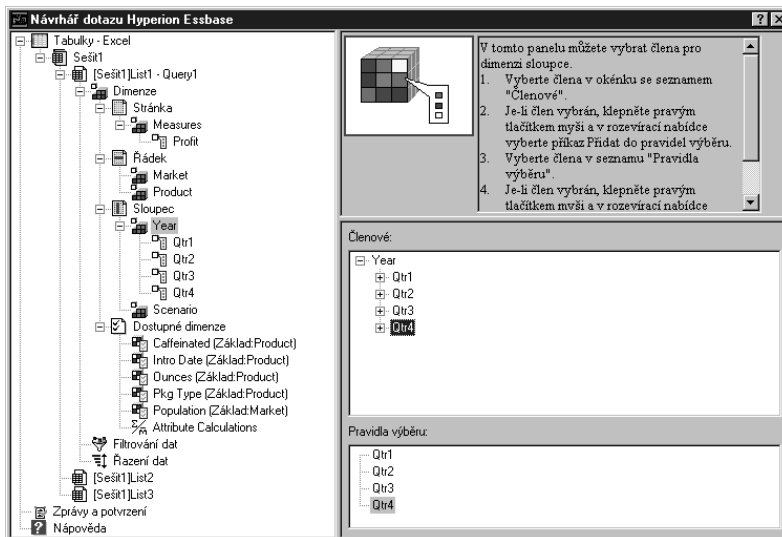 Návrhář dotazu Hyperion Essbase
Tabulky - Excel
Sešit1
[Sešit1]List1 - Query1
Dimenze
Stránka
Measures
Profit
Řádek
Market
Product
Sloupec
Year
Qtr1
Qtr2
Qtr3
Qtr4
Scenario
Dostupné dimenze
Caffeinated (Základ:Product)
Intro Date (Základ:Product)
Ounces (Základ:Product)
Pkg Type (Základ:Product)
Population (Základ:Market)
Attribute Calculations
Filtrování dat
Řazení dat
[Sešit1]List2
[Sešit1]List3
Zprávy a potvrzení
Nápověda
V tomto panelu můžete vybrat člena pro
dimenzi sloupce.
1. Vyberte člena v okénku se seznamem
"Členové".
2. Je-li člen vybrán, klepněte pravým
tlačítkem myši a v rozevírací nabídce
vyberte příkaz Přidat do pravidel výběru.
3. Vyberte člena v seznamu "Pravidla
výběru".
4. Je-li člen vybrán, klepněte pravým
tlačítkem myši a v rozevírací nabídce
Členové:
Year
Qtr1
Qtr2
Qtr3
Qtr4
Pravidla výběru:
Qtr1
Qtr2
Qtr3
Qtr4